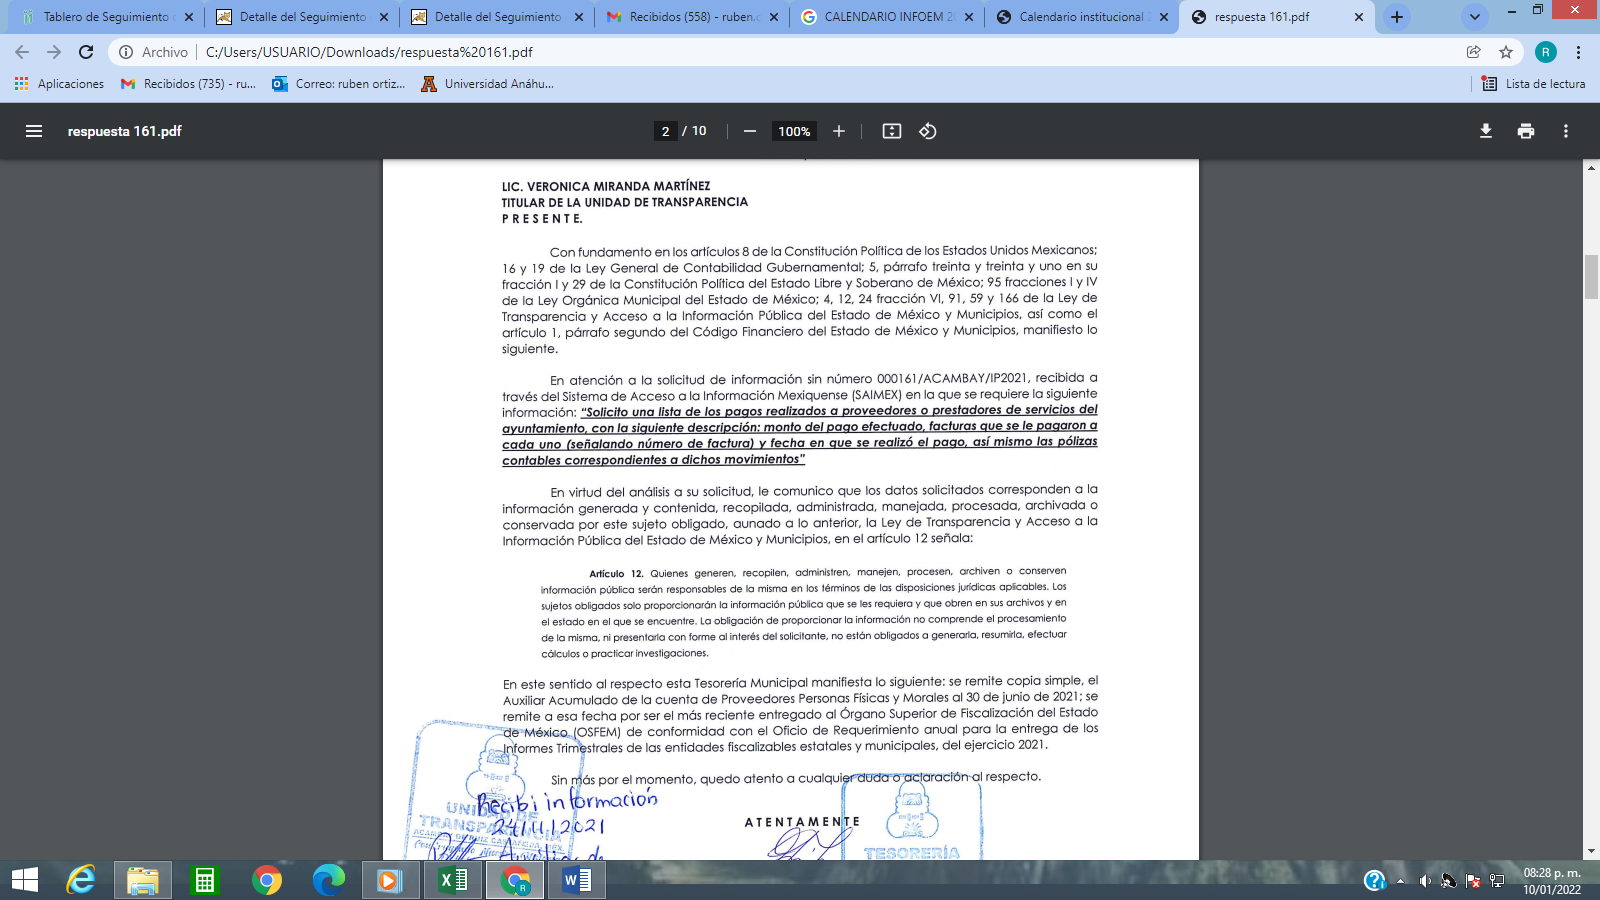 Tablero de Seguimiento
Detalle del Seguimiento
Detalle del Seguimiento
Recibidos (558) - ruben.
CALENDARIO INFOEM 2
Calendario institucional
respuesta 161.pdf
Archivo C:/Users/USUARIO/Downloads/respuesta%20161.pdf
R
Aplicaciones
Recibidos (735) - ru...
Correo: ruben ortiz...
Universidad Anáhu...
Lista de lectura
respuesta 161.pdf
2 / 10
100%
LIC. VERONICA MIRANDA MARTÍNEZ
TITULAR DE LA UNIDAD DE TRANSPARENCIA
P R E S E N T E.
Con fundamento en los artículos 8 de la Constitución Política de los Estados Unidos Mexicanos;
16 y 19 de la Ley General de Contabilidad Gubernamental; 5, párrafo treinta y treinta y uno en su
fracción I y 29 de la Constitución Política del Estado Libre y Soberano de México; 95 fracciones I y IV
de la Ley Orgánica Municipal del Estado de México; 4, 12, 24 fracción VI, 91, 59 y 166 de la Ley de
Transparencia y Acceso a la Información Pública del Estado de México y Municipios, así como el
artículo 1, párrafo segundo del Código Financiero del Estado de México y Municipios, manifiesto lo
siguiente.
En atención a la solicitud de información sin número 000161/ACAMBAY/IP2021, recibida a
través del Sistema de Acceso a la Información Mexiquense (SAIMEX) en la que se requiere la siguiente
información: “Solicito una lista de los pagos realizados a proveedores o prestadores de servicios del
ayuntamiento, con la siguiente descripción: monto del pago efectuado, facturas que se le pagaron a
cada uno (señalando número de factura) y fecha en que se realizó el pago, así mismo las pólizas
contables correspondientes a dichos movimientos”
En virtud del análisis a su solicitud, le comunico que los datos solicitados corresponden a la
información generada y contenida, recopilada, administrada, manejada, procesada, archivada o
conservada por este sujeto obligado, aunado a lo anterior, la Ley de Transparencia y Acceso a la
Información Pública del Estado de México y Municipios, en el artículo 12 señala:
Artículo 12. Quienes generen, recopilen, administren, manejen, procesen, archiven o conserven
información pública serán responsables de la misma en los términos de las disposiciones jurídicas aplicables. Los
sujetos obligados solo proporcionarán la información pública que se les requiera y que obren en sus archivos y en
el estado en el que se encuentre. La obligación de proporcionar la información no comprende el procesamiento
de la misma, ni presentarla con forme al interés del solicitante, no están obligados a generarla, resumirla, efectuar
cálculos o practicar investigaciones.
En este sentido al respecto esta Tesorería Municipal manifiesta lo siguiente: se remite copia simple, el
Auxiliar Acumulado de la cuenta de Proveedores Personas Físicas y Morales al 30 de junio de 2021; se
remite a esa fecha por ser el más reciente entregado al Órgano Superior de Fiscalización del Estado
de México (OSFEM) de conformidad con el Oficio de Requerimiento anual para la entrega de los
Informes Trimestrales de las entidades fiscalizables estatales y municipales, del ejercicio 2021.
Sin más por el momento, quedo atento a cualquier duda o aclaración al respecto.
UNIDAD DE
TRANSPARENCIA
Recibi información
24/11/2021
Auxiliar de
A T E N T A M E N T E
TESORERÍA
08:28 p. m.
10/01/2022